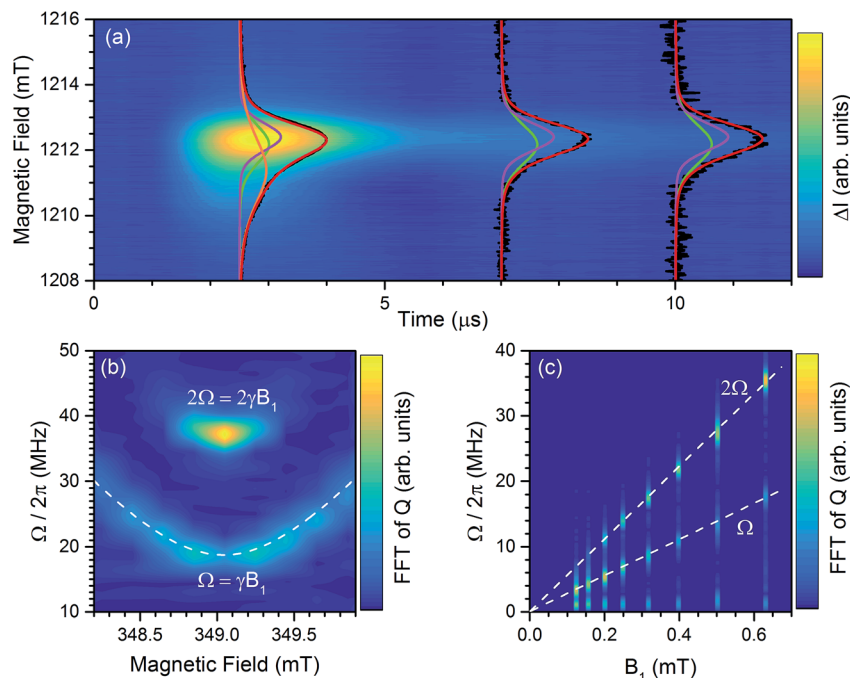 (a)
1216
1214
1212
1210
1208
Magnetic Field (mT)
0
5
10
Time (μs)
ΔI (arb. units)
(b)
50
40
30
20
10
Ω / 2π (MHz)
2Ω = 2γB₁
Ω = γB₁
348.5
349.0
349.5
Magnetic Field (mT)
FFT of Q (arb. units)
(c)
40
30
20
10
0
Ω / 2π (MHz)
2Ω
Ω
0.0
0.2
0.4
0.6
B₁ (mT)
FFT of Q (arb. units)